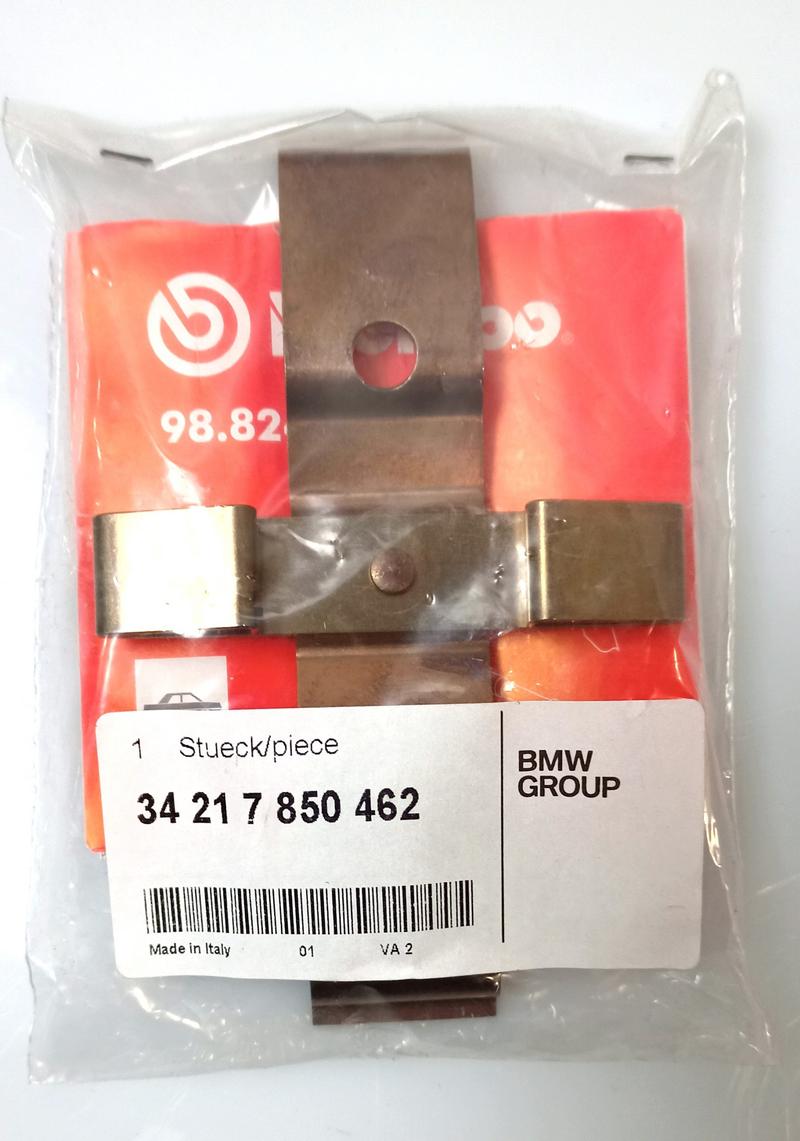 98.82
1 Stueck/piece
34 21 7 850 462
BMW
GROUP
Made in Italy 01 VA 2